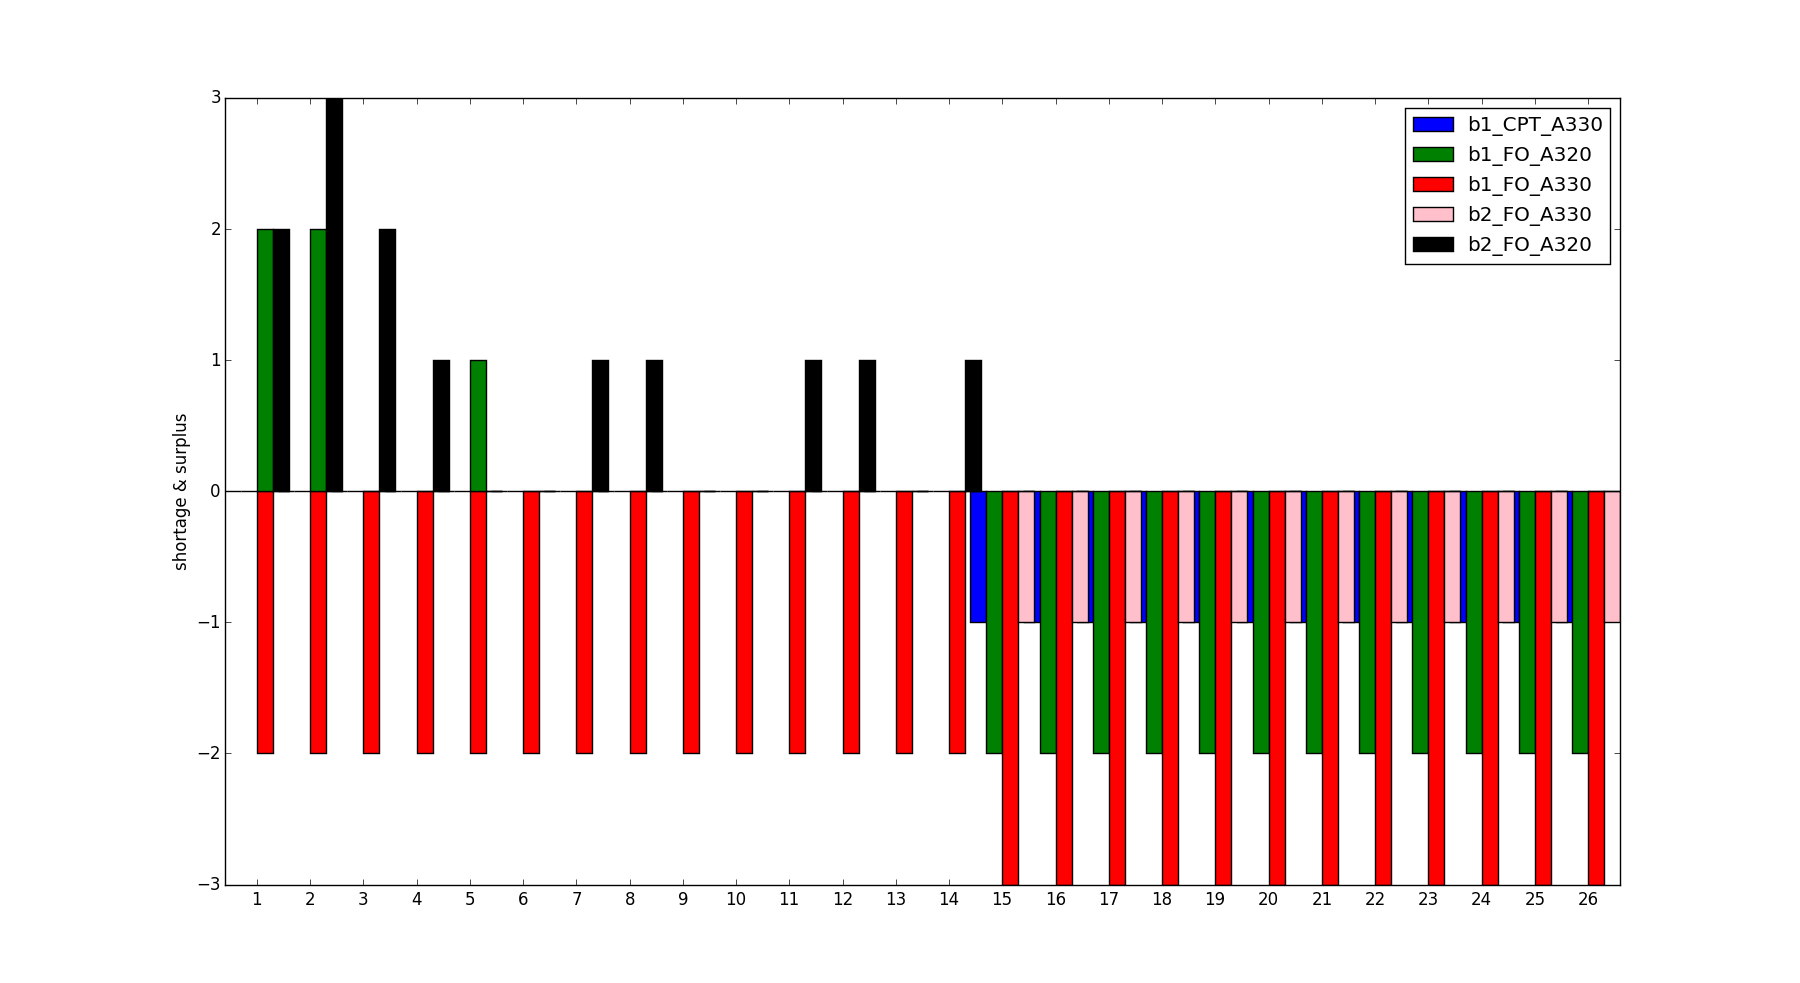 3
2
1
0
−1
−2
−3
shortage & surplus
b1_CPT_A330
b1_FO_A320
b1_FO_A330
b2_FO_A330
b2_FO_A320
1 2 3 4 5 6 7 8 9 10 11 12 13 14 15 16 17 18 19 20 21 22 23 24 25 26